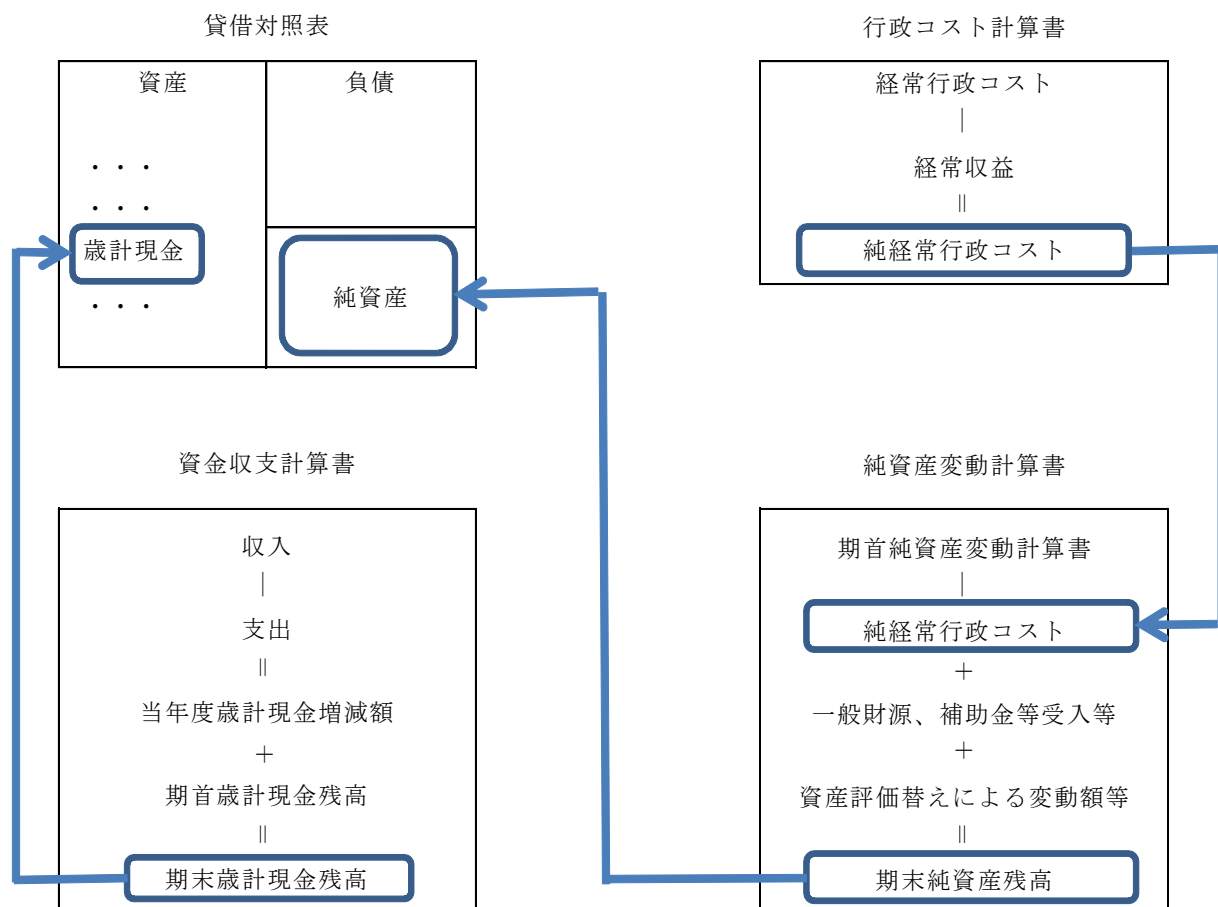 貸借対照表
資産
負債
・・・
・・・
歳計現金
・・・
純資産
行政コスト計算書
経常行政コスト
｜
経常収益
॥
純経常行政コスト
資金収支計算書
収入
｜
支出
॥
当年度歳計現金増減額
＋
期首歳計現金残高
॥
期末歳計現金残高
純資産変動計算書
期首純資産変動計算書
｜
純経常行政コスト
＋
一般財源、補助金等受入等
＋
資産評価替えによる変動額等
॥
期末純資産残高